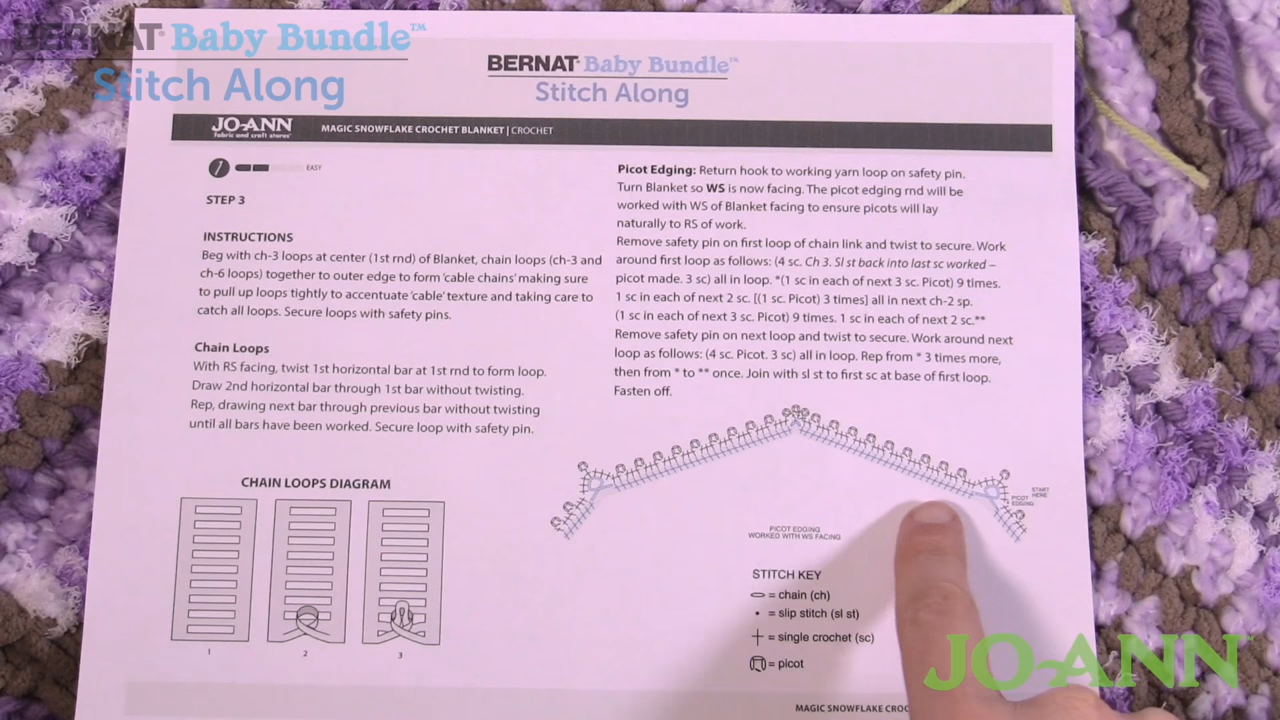 BERNAT Baby Bundle™
Stitch Along
BERNAT Baby Bundle™
Stitch Along
JO-ANN
fabric and craft stores®
MAGIC SNOWFLAKE CROCHET BLANKET | CROCHET
EASY
STEP 3
INSTRUCTIONS
Beg with ch-3 loops at center (1st rnd) of Blanket, chain loops (ch-3 and
ch-6 loops) together to outer edge to form 'cable chains' making sure
to pull up loops tightly to accentuate 'cable' texture and taking care to
catch all loops. Secure loops with safety pins.
Chain Loops
With RS facing, twist 1st horizontal bar at 1st rnd to form loop.
Draw 2nd horizontal bar through 1st bar without twisting.
Rep, drawing next bar through previous bar without twisting
until all bars have been worked. Secure loop with safety pin.
CHAIN LOOPS DIAGRAM
1
2
3
Picot Edging: Return hook to working yarn loop on safety pin.
Turn Blanket so WS is now facing. The picot edging rnd will be
worked with WS of Blanket facing to ensure picots will lay
naturally to RS of work.
Remove safety pin on first loop of chain link and twist to secure. Work
around first loop as follows: (4 sc. Ch 3. Sl st back into last sc worked –
picot made. 3 sc) all in loop. *(1 sc in each of next 3 sc. Picot) 9 times.
1 sc in each of next 2 sc. [(1 sc. Picot) 3 times] all in next ch-2 sp.
(1 sc in each of next 3 sc. Picot) 9 times. 1 sc in each of next 2 sc.**
Remove safety pin on next loop and twist to secure. Work around next
loop as follows: (4 sc. Picot. 3 sc) all in loop. Rep from * 3 times more,
then from * to ** once. Join with sl st to first sc at base of first loop.
Fasten off.
PICOT
EDGING
START
HERE
PICOT EDGING
WORKED WITH WS FACING
STITCH KEY
= chain (ch)
= slip stitch (sl st)
= single crochet (sc)
= picot
MAGIC SNOWFLAKE
JO-ANN